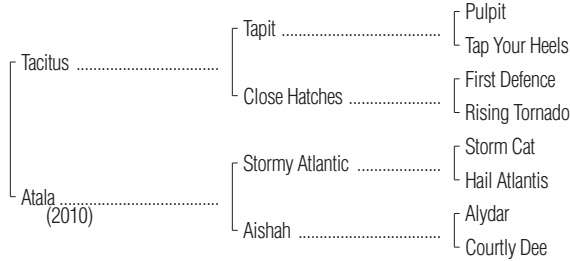 Pulpit
Tapit ........................................
Tap Your Heels
Tacitus ....................................
First Defence
Close Hatches .......................
Rising Tornado
Storm Cat
Stormy Atlantic .....................
Hail Atlantis
Atala ........................................
(2010)
Alydar
Aishah ....................................
Courtly Dee